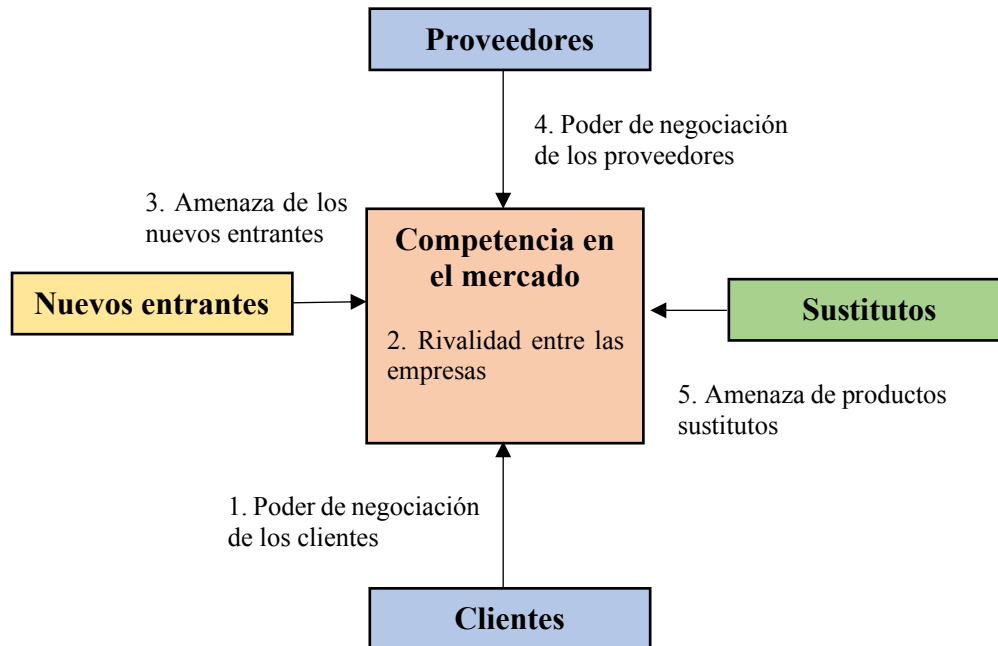 Proveedores
4. Poder de negociación
de los proveedores
3. Amenaza de los
nuevos entrantes
Competencia en
el mercado
2. Rivalidad entre las
empresas
Nuevos entrantes
Sustitutos
5. Amenaza de productos
sustitutos
1. Poder de negociación
de los clientes
Clientes